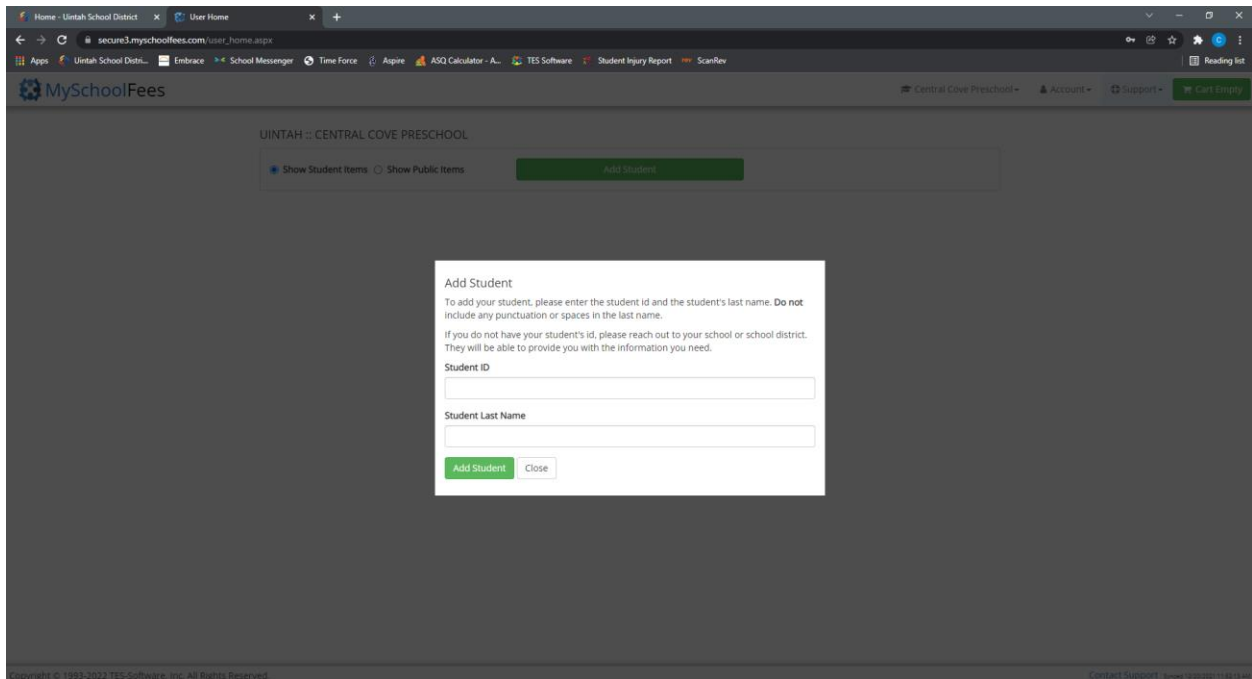 Home - Uintah School District
User Home
secure3.myschoolfees.com/user_home.aspx
Apps Uintah School Distri... Embrace School Messenger Time Force Aspire ASQ Calculator - A... TES Software Student Injury Report ScanRev Reading list
MySchoolFees Central Cove Preschool Account Support Cart Empty
UINTAH :: CENTRAL COVE PRESCHOOL
Show Student Items Show Public Items Add Student
Add Student
To add your student, please enter the student id and the student's last name. Do not
include any punctuation or spaces in the last name.
If you do not have your student's id, please reach out to your school or school district.
They will be able to provide you with the information you need.
Student ID
Student Last Name
Add Student Close
Copyright © 1993-2022 TES-Software, Inc. All Rights Reserved. Contact Support